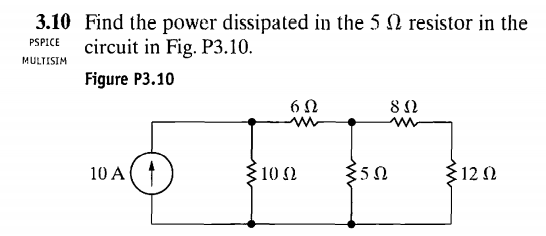 3.10 Find the power dissipated in the 5 Ω resistor in the
PSPICE circuit in Fig. P3.10.
MULTISIM
Figure P3.10
6 Ω 8 Ω
10 A 10 Ω 5 Ω 12 Ω